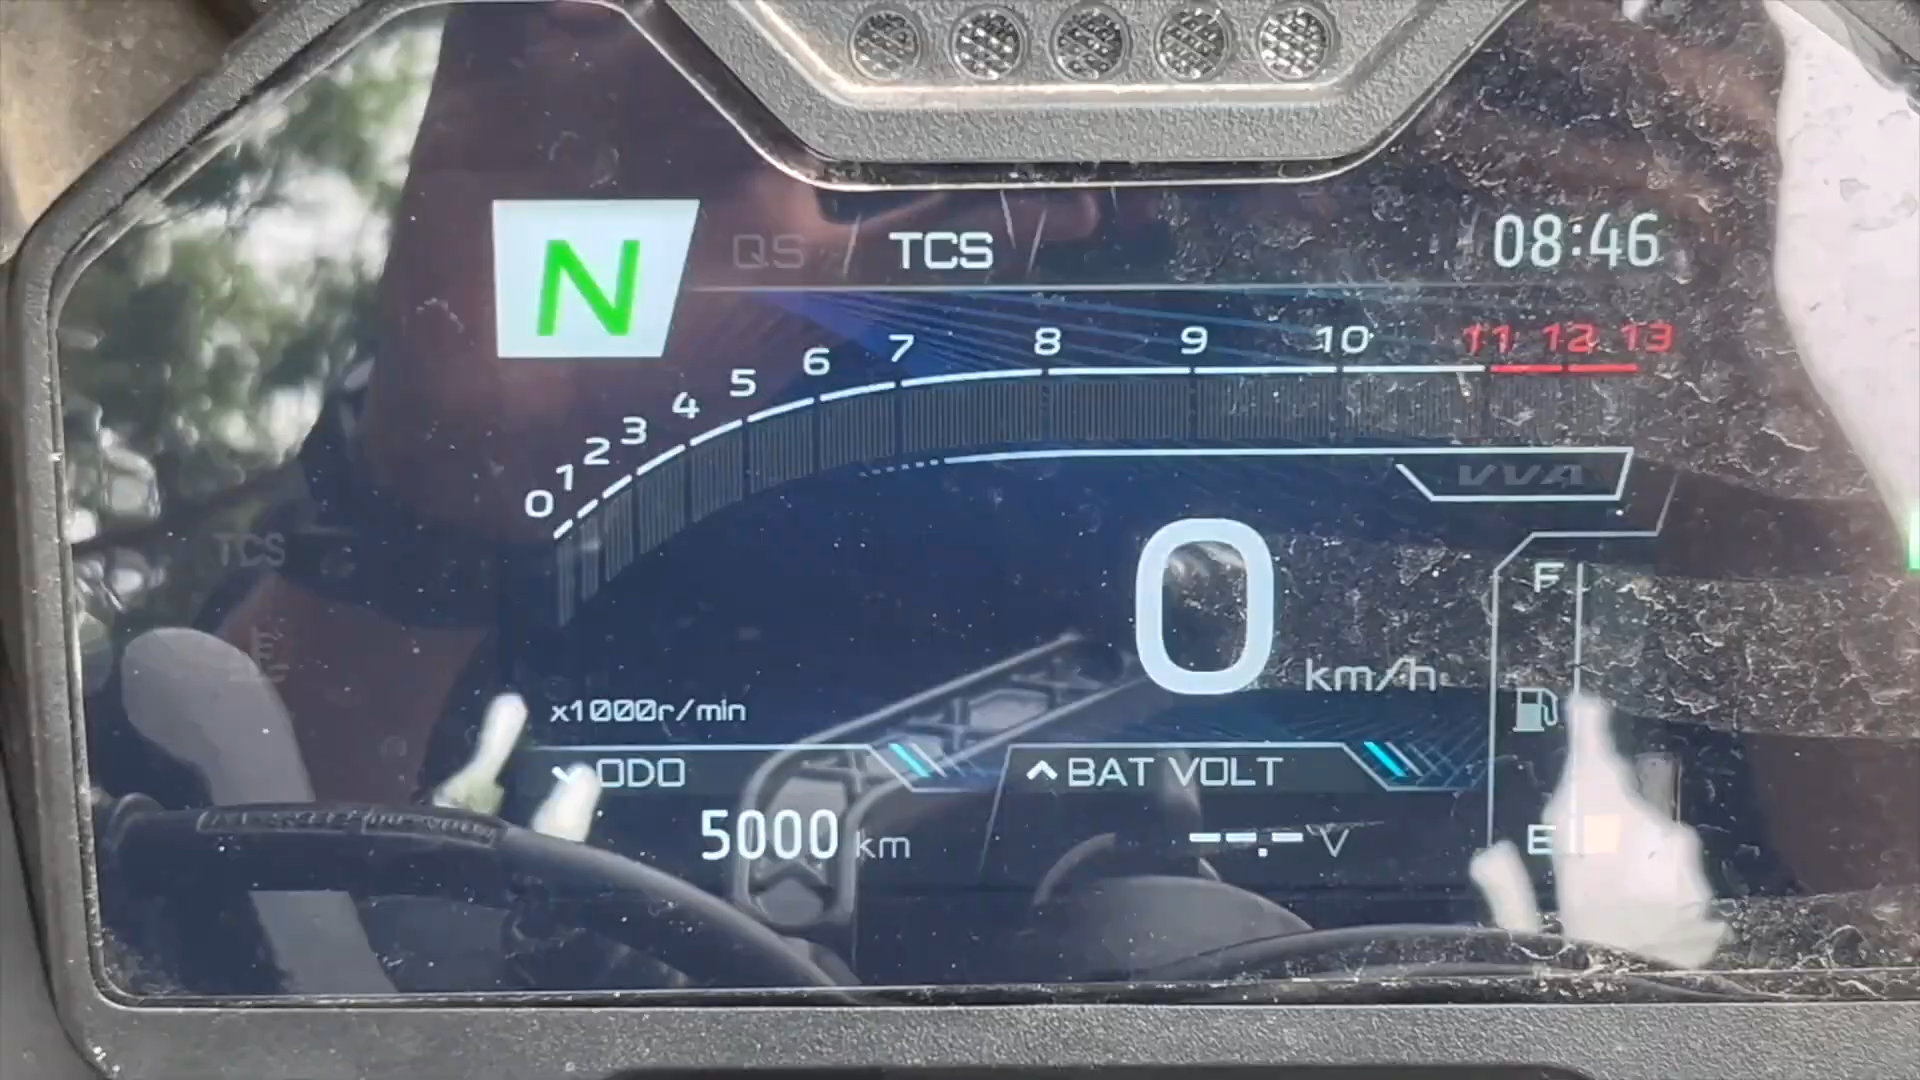 N QS TCS 08:46
0 1 2 3 4 5 6 7 8 9 10 11 12 13
VVA
TCS
0 km/h
F
x1000r/min
ODO BAT VOLT
5000 km --.-V
E